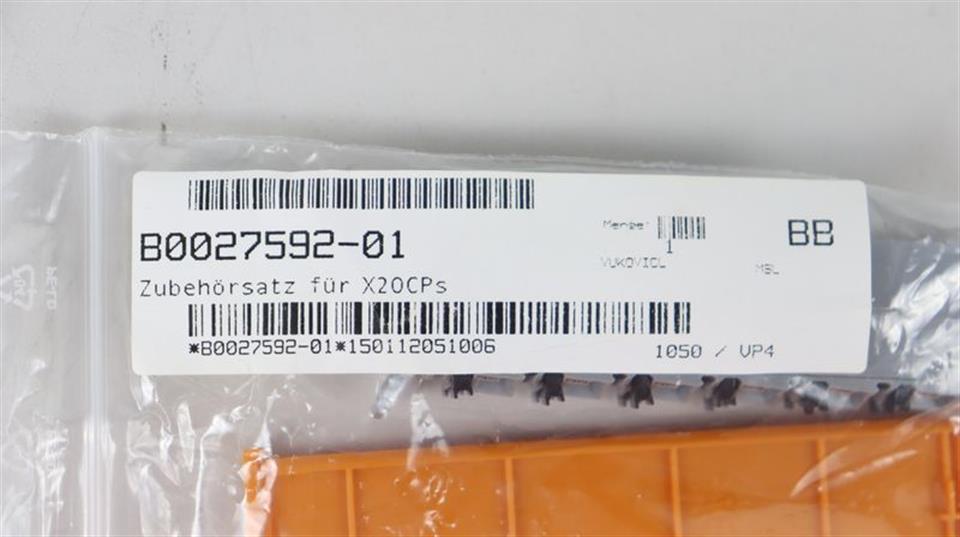 B0027592-01
Menge:
1
BB
VUKOVICL
MBL
Zubehörsatz für X20CPs
*B0027592-01*150112051006
1050 / VP4